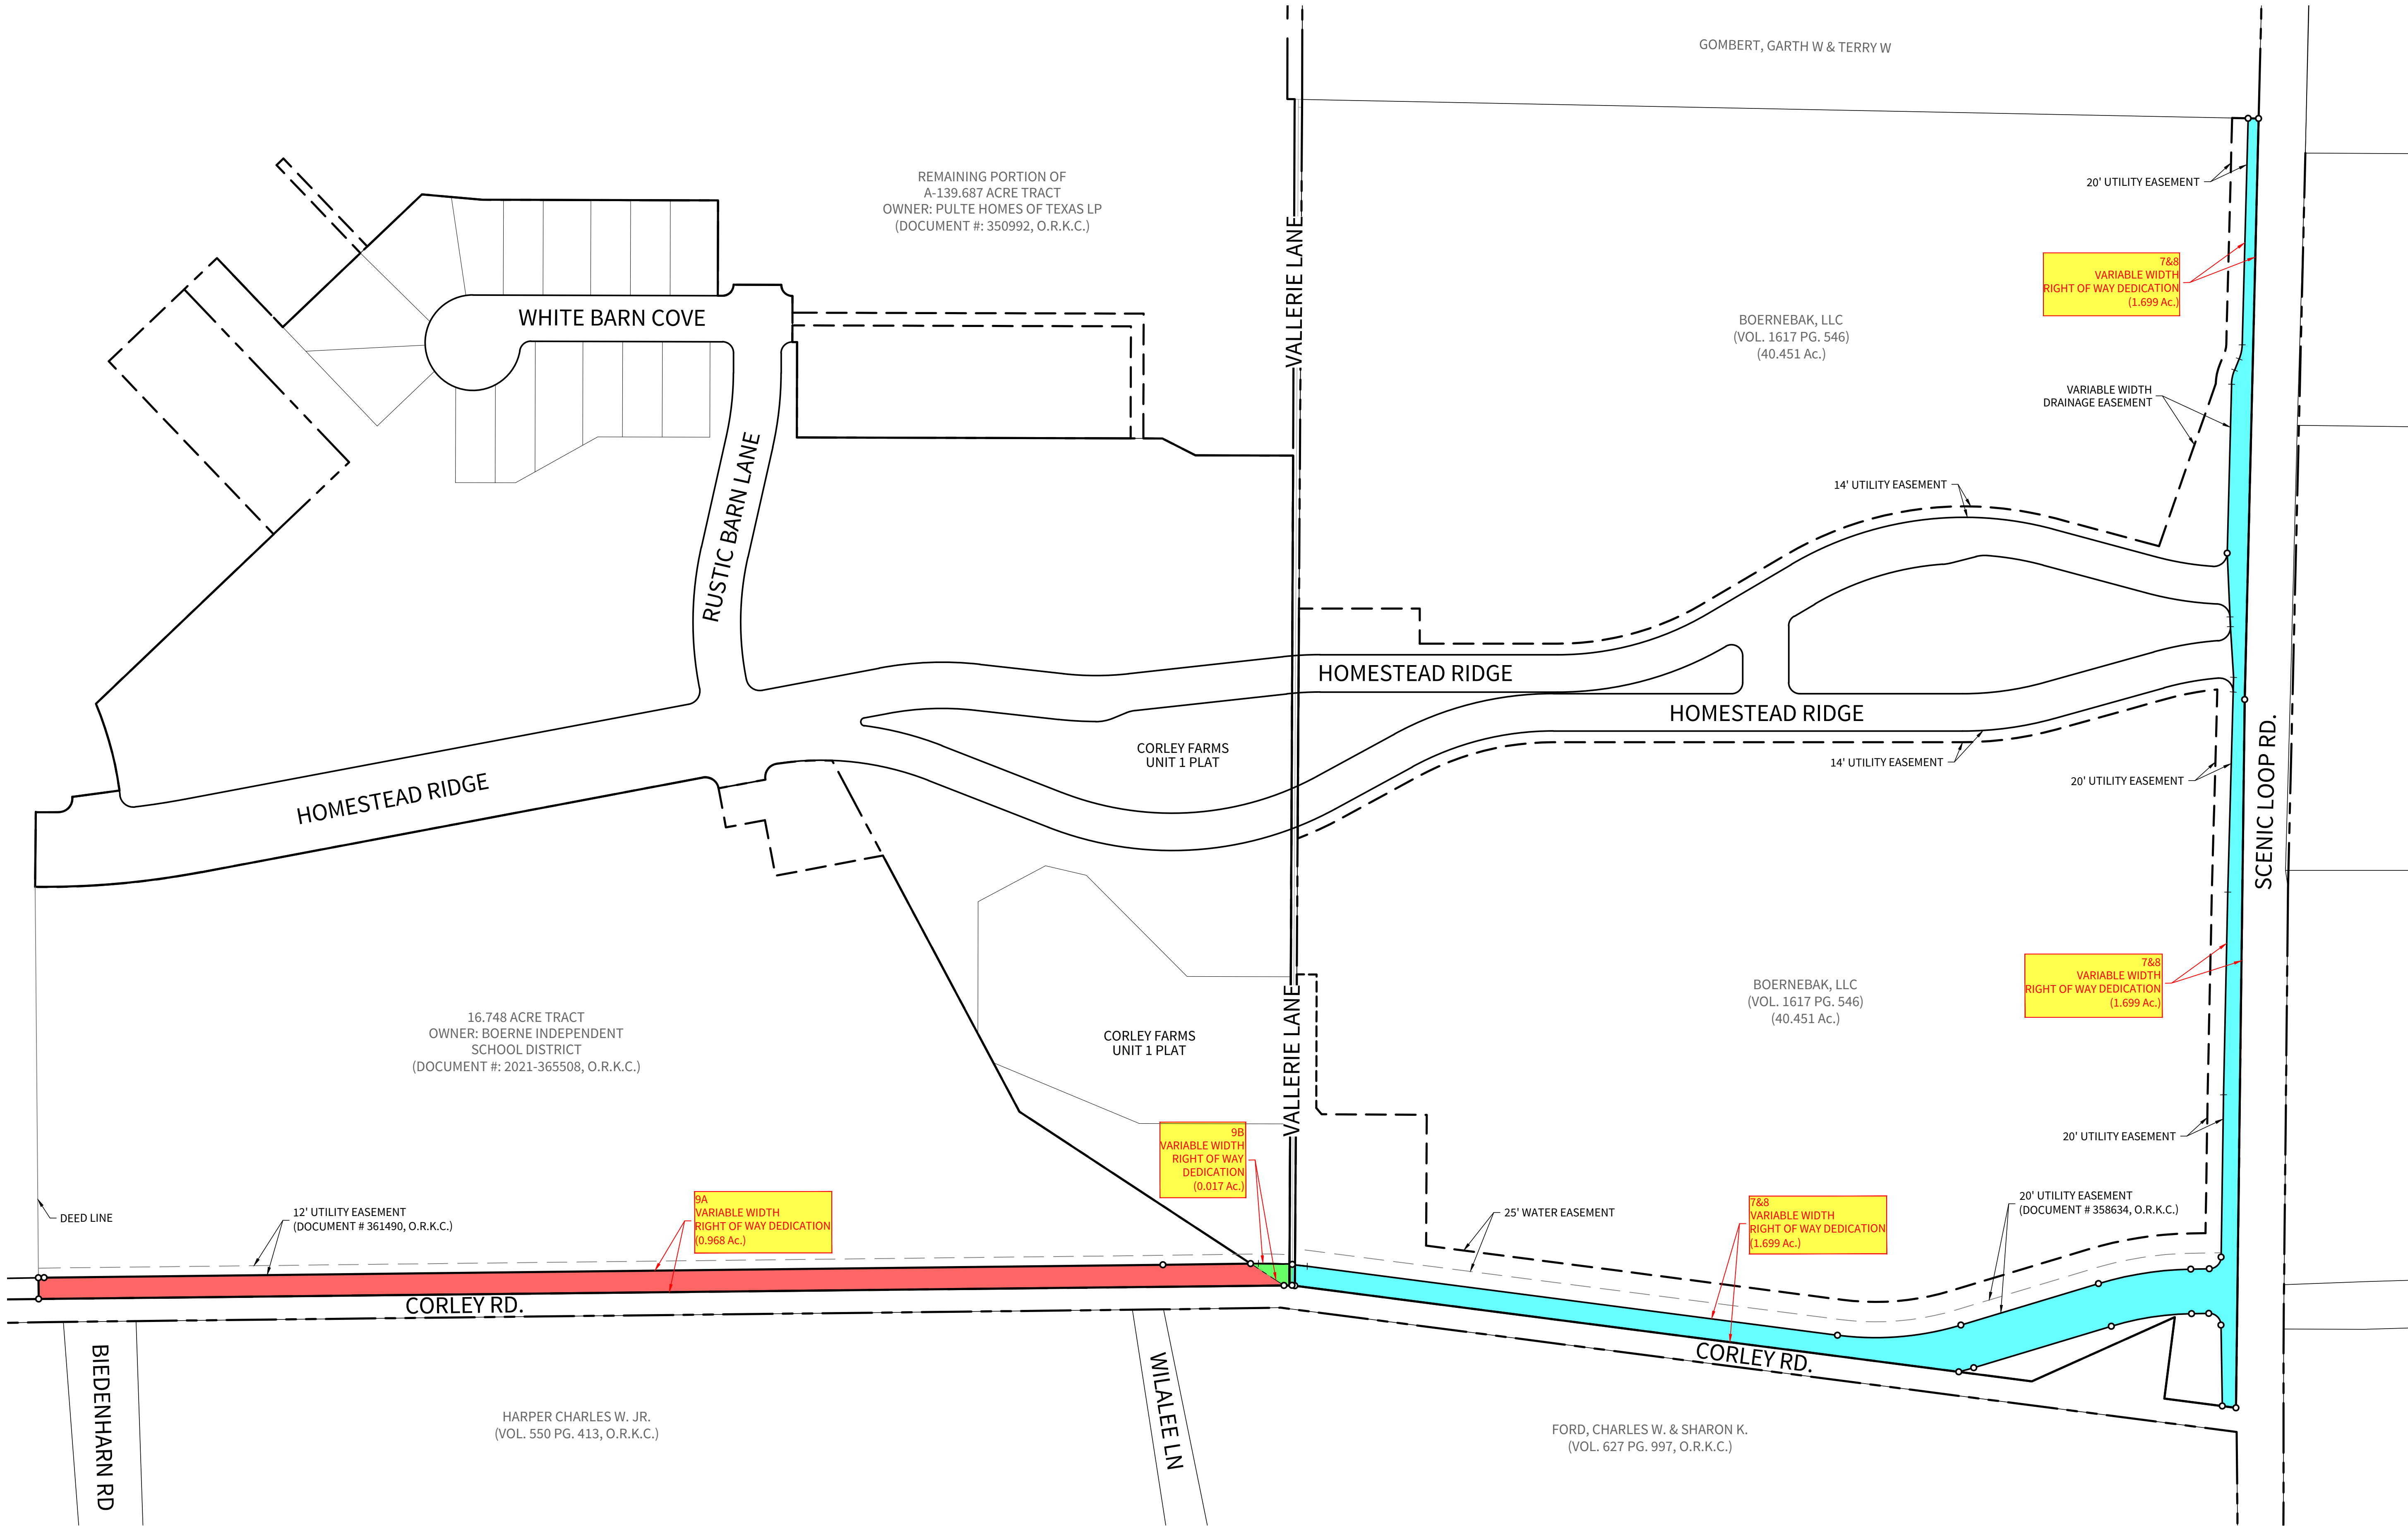 GOMBERT, GARTH W & TERRY W
REMAINING PORTION OF
A-139.687 ACRE TRACT
OWNER: PULTE HOMES OF TEXAS LP
(DOCUMENT #: 350992, O.R.K.C.)
20' UTILITY EASEMENT
VALLERIE LANE
7&8
VARIABLE WIDTH
RIGHT OF WAY DEDICATION
(1.699 Ac.)
WHITE BARN COVE
BOERNEBAK, LLC
(VOL. 1617 PG. 546)
(40.451 Ac.)
VARIABLE WIDTH
DRAINAGE EASEMENT
RUSTIC BARN LANE
14' UTILITY EASEMENT
HOMESTEAD RIDGE
HOMESTEAD RIDGE
CORLEY FARMS
UNIT 1 PLAT
14' UTILITY EASEMENT
20' UTILITY EASEMENT
SCENIC LOOP RD.
HOMESTEAD RIDGE
7&8
VARIABLE WIDTH
RIGHT OF WAY DEDICATION
(1.699 Ac.)
BOERNEBAK, LLC
(VOL. 1617 PG. 546)
(40.451 Ac.)
16.748 ACRE TRACT
OWNER: BOERNE INDEPENDENT
SCHOOL DISTRICT
(DOCUMENT #: 2021-365508, O.R.K.C.)
CORLEY FARMS
UNIT 1 PLAT
VALLERIE LANE
9B
VARIABLE WIDTH
RIGHT OF WAY
DEDICATION
(0.017 Ac.)
20' UTILITY EASEMENT
DEED LINE
12' UTILITY EASEMENT
(DOCUMENT # 361490, O.R.K.C.)
9A
VARIABLE WIDTH
RIGHT OF WAY DEDICATION
(0.968 Ac.)
25' WATER EASEMENT
7&8
VARIABLE WIDTH
RIGHT OF WAY DEDICATION
(1.699 Ac.)
20' UTILITY EASEMENT
(DOCUMENT # 358634, O.R.K.C.)
CORLEY RD.
CORLEY RD.
BIEDENHARN RD
WILALEE LN
HARPER CHARLES W. JR.
(VOL. 550 PG. 413, O.R.K.C.)
FORD, CHARLES W. & SHARON K.
(VOL. 627 PG. 997, O.R.K.C.)